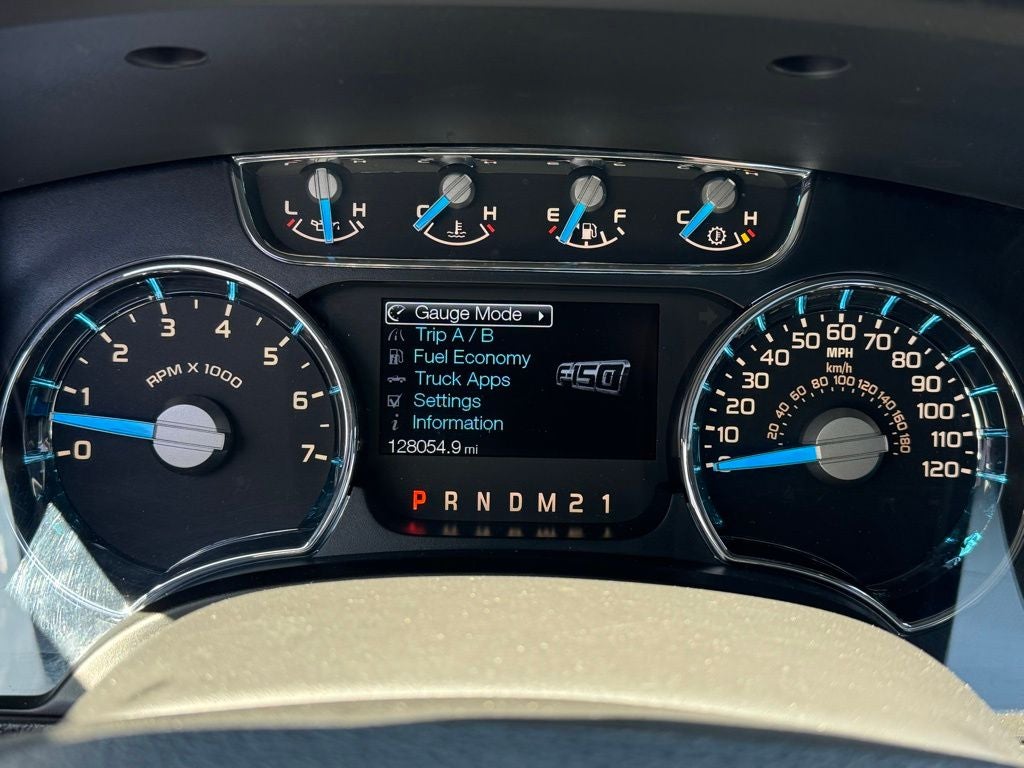 L H
C H
E F
C H
0 1 2 3 4 5 6 7
RPM X 1000
Gauge Mode
Trip A / B
Fuel Economy
Truck Apps
Settings
i Information
128054.9 mi
F150
P R N D M 2 1
0 10 20 30 40 50 60 70 80 90 100 110 120
MPH
km/h
20 40 60 80 100 120 140 160 180